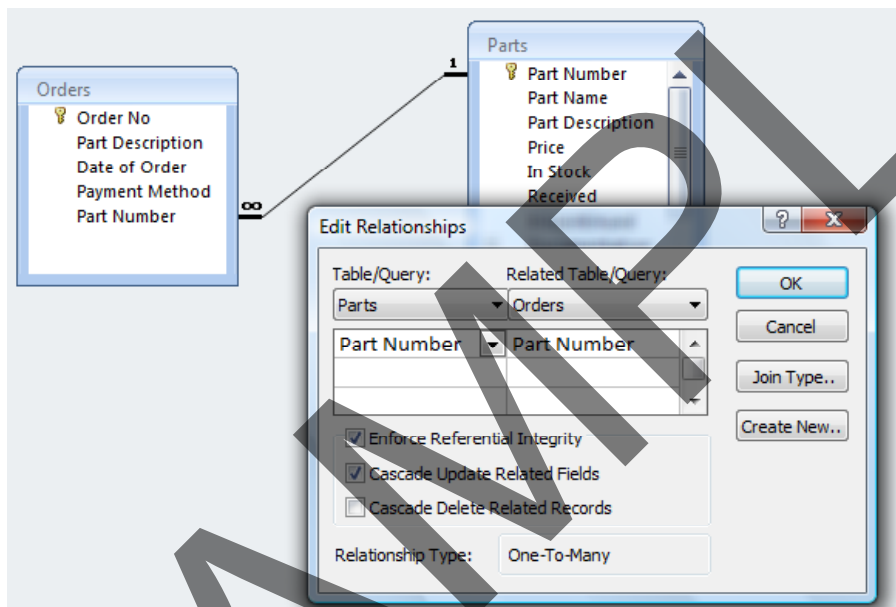 Parts
1
Part Number
Part Name
Part Description
Price
In Stock
Received
Orders
Order No
Part Description
Date of Order
Payment Method
Part Number
∞
Edit Relationships
?
X
Table/Query:
Related Table/Query:
OK
Parts
Orders
Cancel
Part Number
Part Number
Join Type..
Create New..
Enforce Referential Integrity
Cascade Update Related Fields
Cascade Delete Related Records
Relationship Type:
One-To-Many